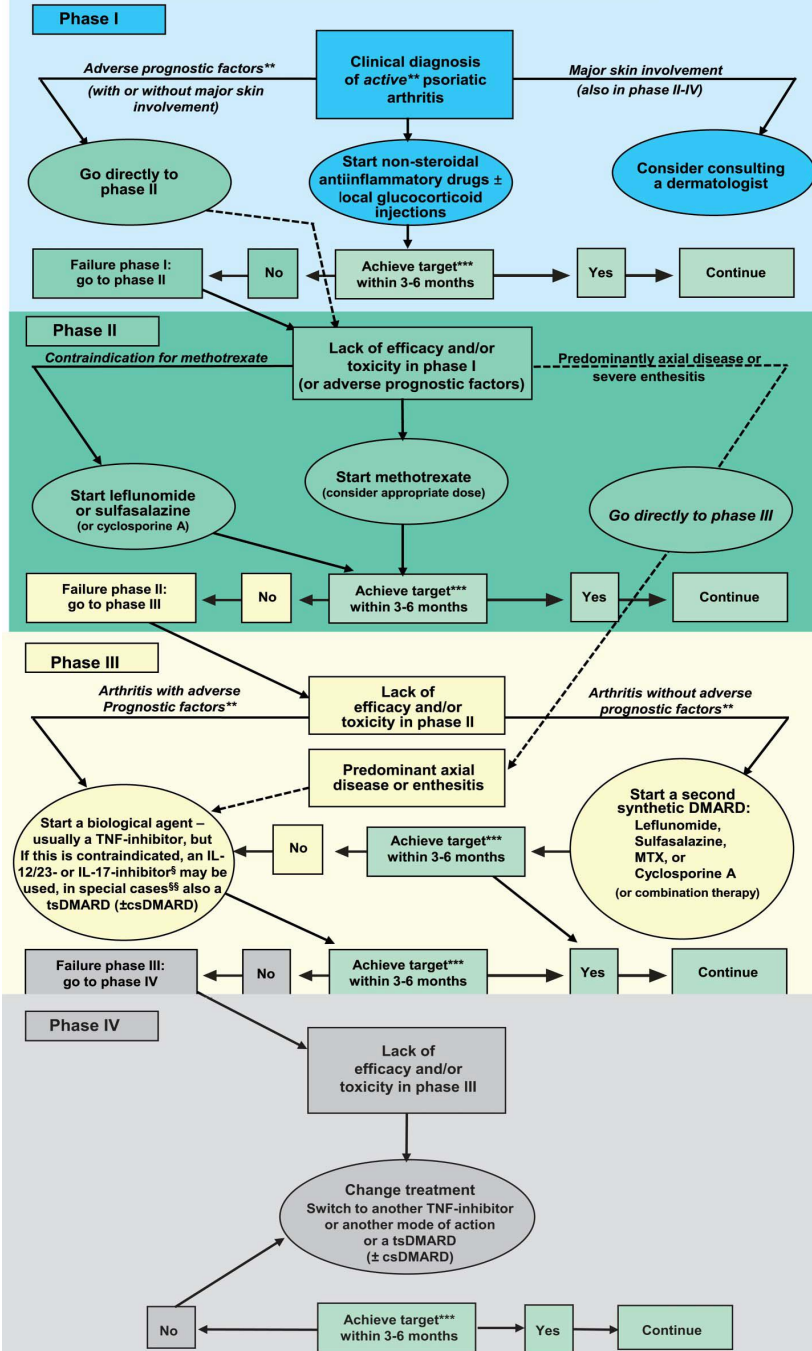 Phase I
Clinical diagnosis
of active** psoriatic
arthritis
Adverse prognostic factors**
(with or without major skin
involvement)
Major skin involvement
(also in phase II-IV)
Go directly to
phase II
Start non-steroidal
antiinflammatory drugs ±
local glucocorticoid
injections
Consider consulting
a dermatologist
Failure phase I:
go to phase II
No
Achieve target***
within 3-6 months
Yes
Continue
Phase II
Contraindication for methotrexate
Lack of efficacy and/or
toxicity in phase I
(or adverse prognostic factors)
Predominantly axial disease or
severe enthesitis
Start leflunomide
or sulfasalazine
(or cyclosporine A)
Start methotrexate
(consider appropriate dose)
Go directly to phase III
Failure phase II:
go to phase III
No
Achieve target***
within 3-6 months
Yes
Continue
Phase III
Arthritis with adverse
Prognostic factors**
Lack of
efficacy and/or
toxicity in phase II
Arthritis without adverse
prognostic factors**
Predominant axial
disease or enthesitis
Start a biological agent –
usually a TNF-inhibitor, but
If this is contraindicated, an IL-
12/23- or IL-17-inhibitor§ may be
used, in special cases§§ also a
tsDMARD (±csDMARD)
No
Achieve target***
within 3-6 months
Start a second
synthetic DMARD:
Leflunomide,
Sulfasalazine,
MTX, or
Cyclosporine A
(or combination therapy)
Failure phase III:
go to phase IV
No
Achieve target***
within 3-6 months
Yes
Continue
Phase IV
Lack of
efficacy and/or
toxicity in phase III
Change treatment
Switch to another TNF-inhibitor
or another mode of action
or a tsDMARD
(± csDMARD)
No
Achieve target***
within 3-6 months
Yes
Continue